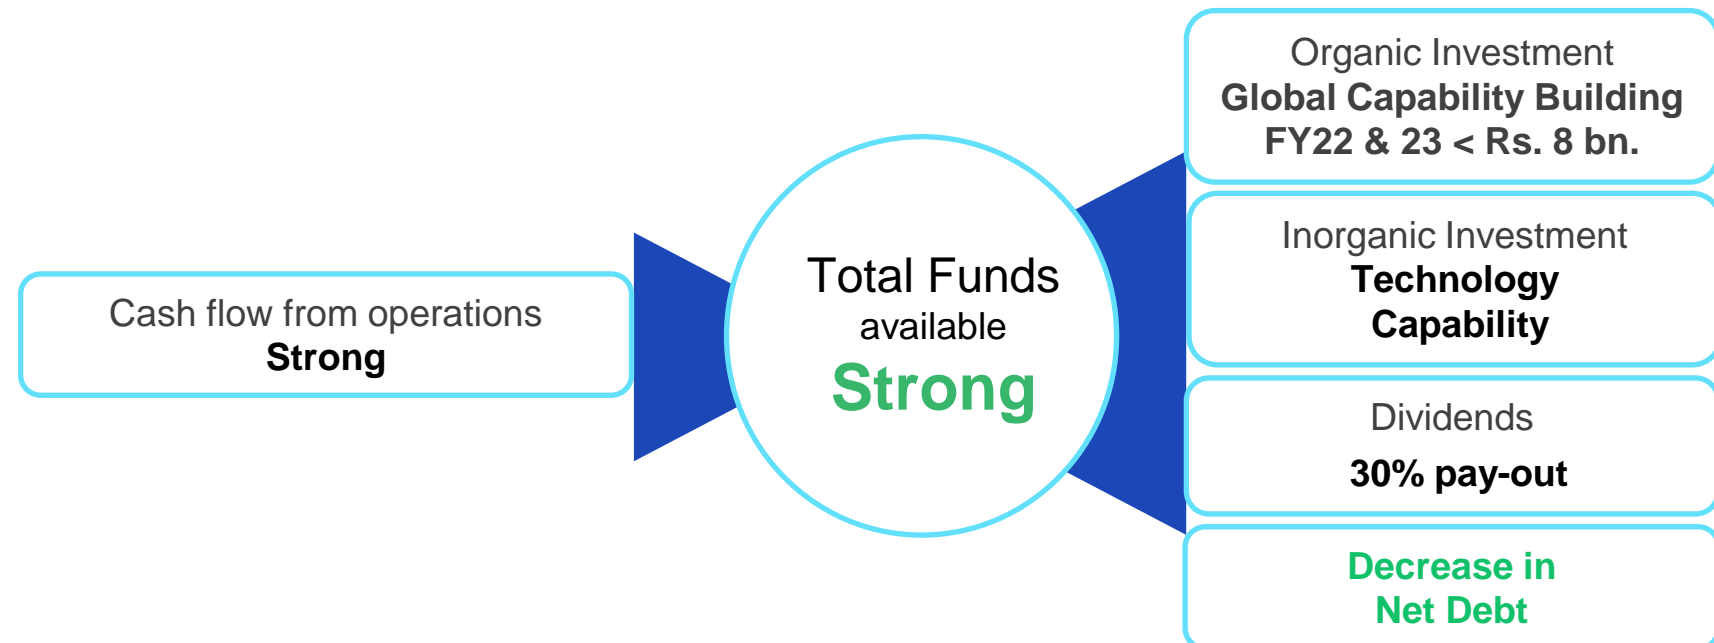 Cash flow from operations
Strong
Total Funds
available
Strong
Organic Investment
Global Capability Building
FY22 & 23 < Rs. 8 bn.
Inorganic Investment
Technology
Capability
Dividends
30% pay-out
Decrease in
Net Debt